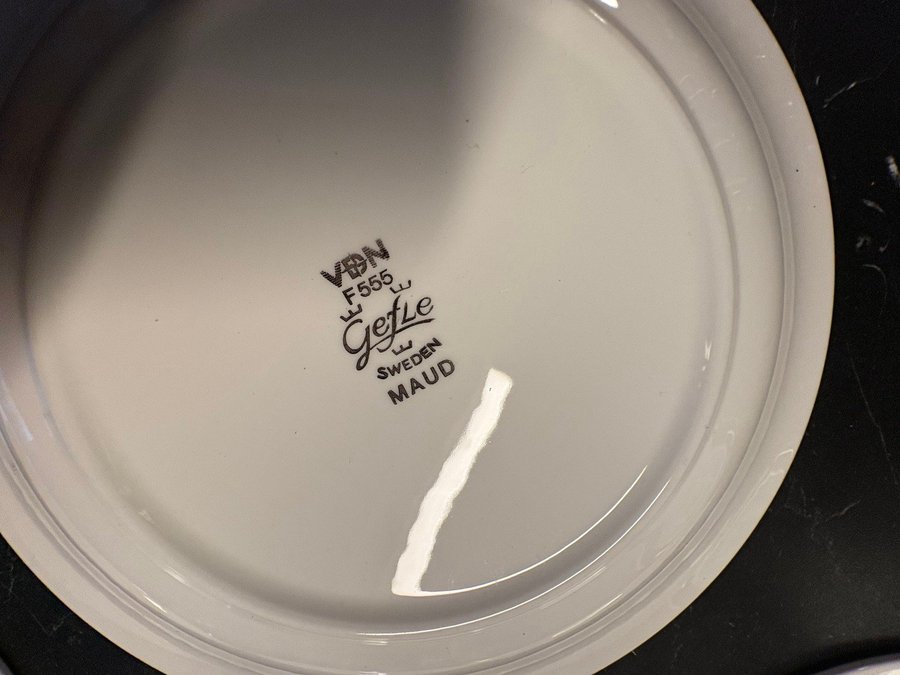 VDN
F555
Gefle
SWEDEN
MAUD